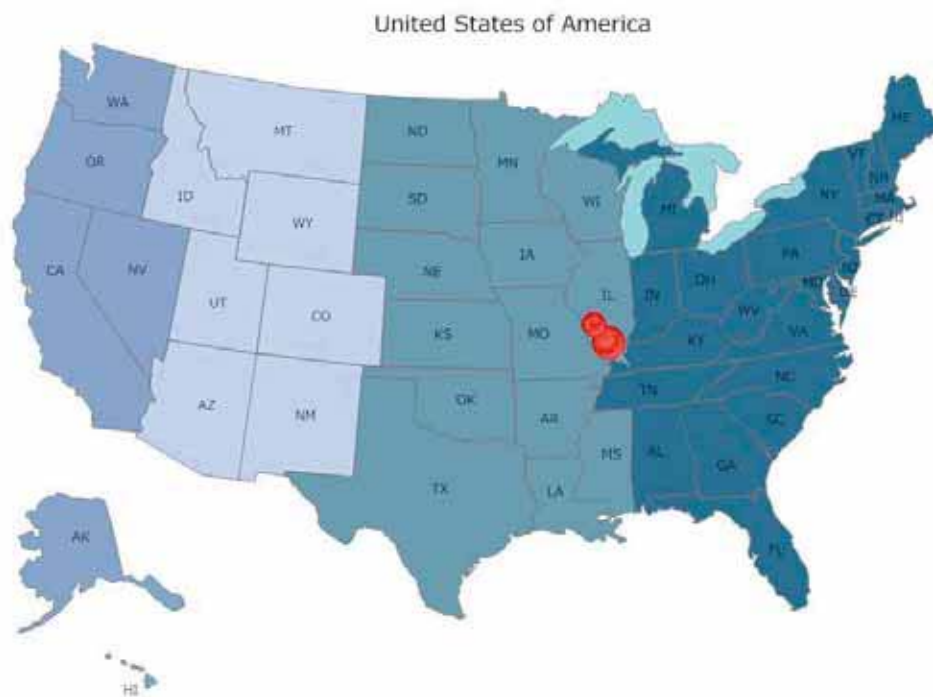 United States of America
WA
MT
ND
MN
ME
OR
ID
SD
WI
VT
NH
WY
MI
NY
MA
CT
RI
CA
NV
NE
IA
PA
NJ
UT
CO
IL
IN
OH
MD
DE
KS
MO
WV
KY
VA
AZ
NM
OK
AR
TN
NC
SC
TX
LA
MS
AL
GA
FL
AK
HI